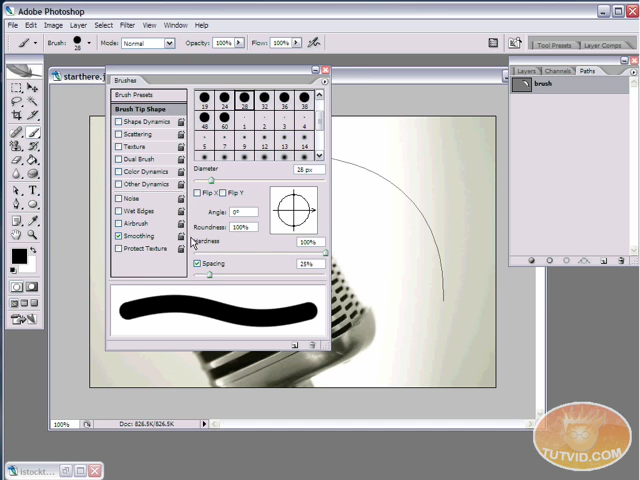 Adobe Photoshop
File Edit Image Layer Select Filter View Window Help
Brush: 28 Mode: Normal Opacity: 100% Flow: 100%
Tool Presets Layer Comps
starthere.j
Brushes
Brush Presets
Brush Tip Shape
Shape Dynamics
Scattering
Texture
Dual Brush
Color Dynamics
Other Dynamics
Noise
Wet Edges
Airbrush
Smoothing
Protect Texture
19 24 28 32 36 38
48 60 1 2 3 4
5 7 9 12 13 14
Diameter 28 px
Flip X Flip Y
Angle: 0º
Roundness: 100%
Hardness 100%
Spacing 25%
Layers Channels Paths
brush
100% Doc: 826.5K/826.5K
istockt...
TUTVID.COM